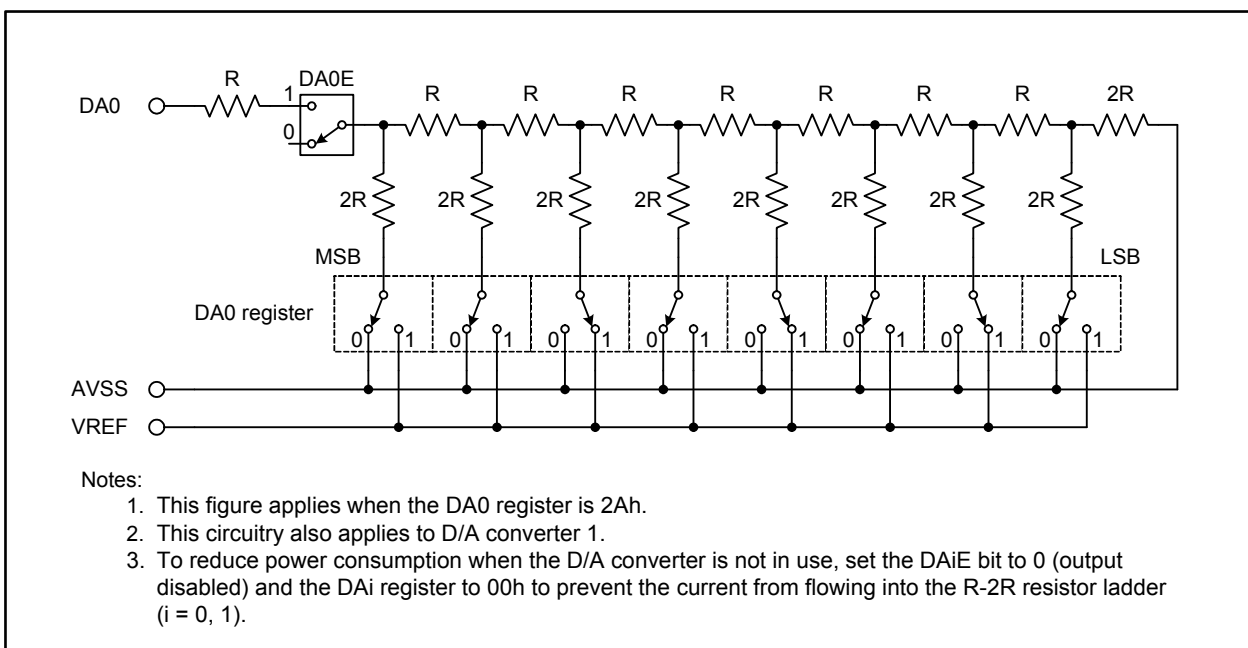 R DA0E
DA0 1 R R R R R R R 2R
0
2R 2R 2R 2R 2R 2R 2R 2R
MSB LSB
DA0 register
0 1 0 1 0 1 0 1 0 1 0 1 0 1 0 1
AVSS
VREF
Notes:
1. This figure applies when the DA0 register is 2Ah.
2. This circuitry also applies to D/A converter 1.
3. To reduce power consumption when the D/A converter is not in use, set the DAiE bit to 0 (output
disabled) and the DAi register to 00h to prevent the current from flowing into the R-2R resistor ladder
(i = 0, 1).